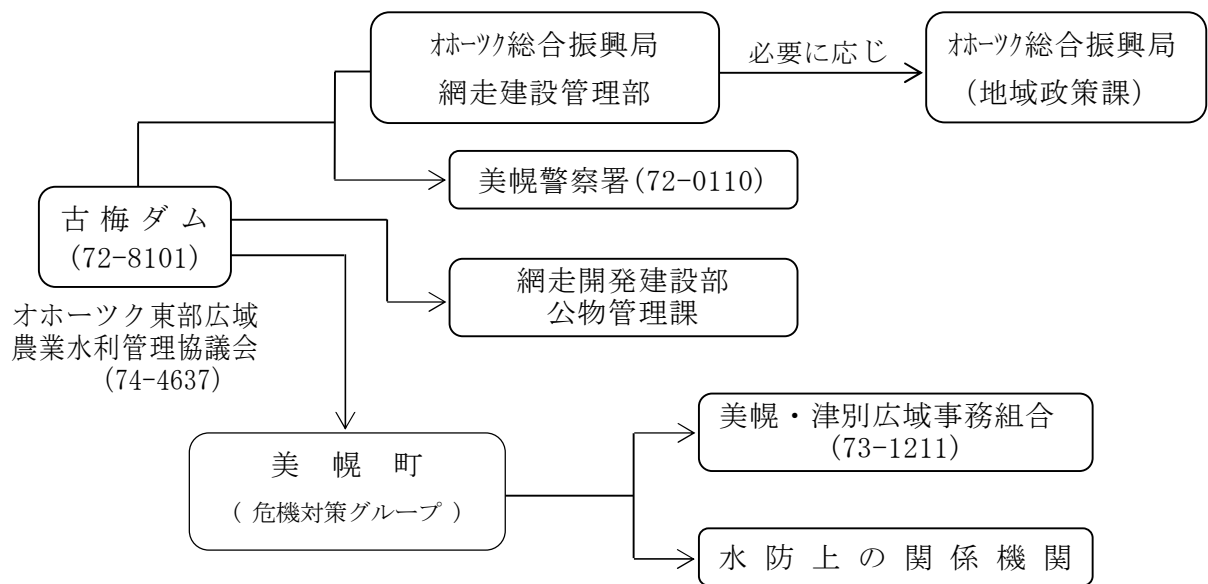 ｵﾎｰﾂｸ総合振興局
網走建設管理部
必要に応じ
ｵﾎｰﾂｸ総合振興局
(地域政策課)
美幌警察署(72-0110)
古梅ダム
(72-8101)
オホーツク東部広域
農業水利管理協議会
(74-4637)
網走開発建設部
公物管理課
美幌町
(危機対策グループ)
美幌・津別広域事務組合
(73-1211)
水防上の関係機関